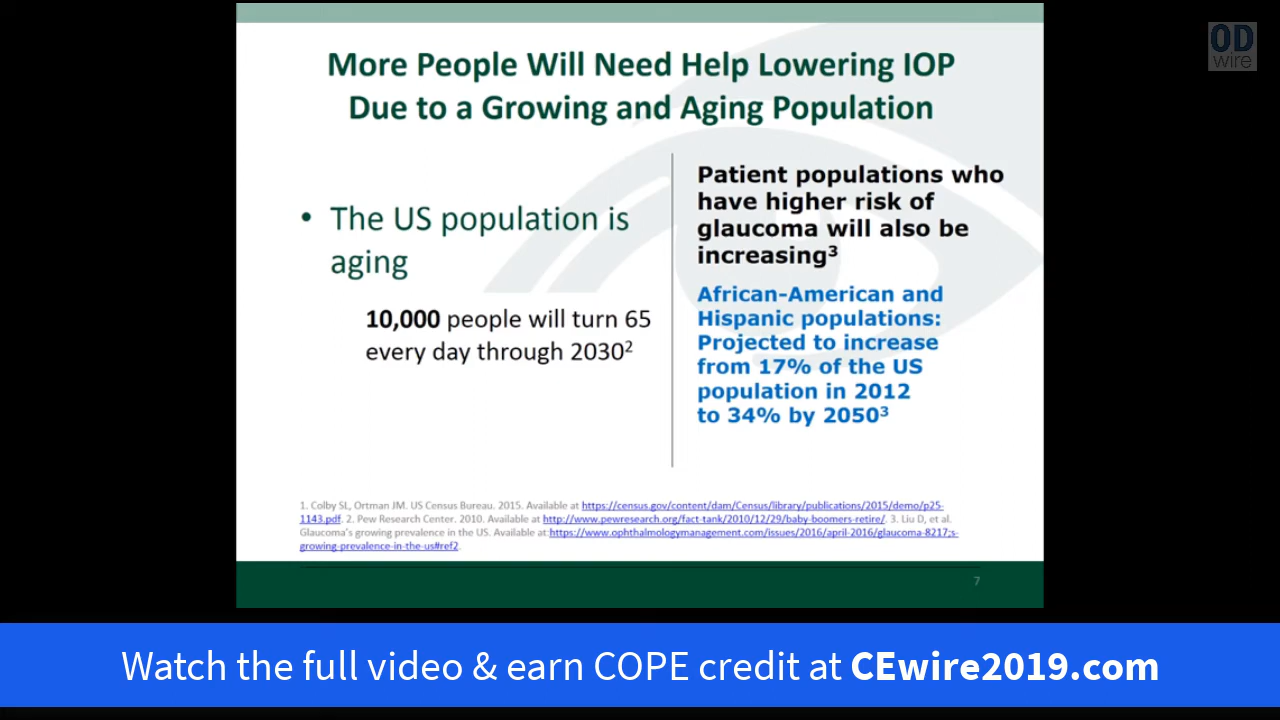 OD
wire
More People Will Need Help Lowering IOP
Due to a Growing and Aging Population
• The US population is
aging
10,000 people will turn 65
every day through 2030²
Patient populations who
have higher risk of
glaucoma will also be
increasing³
African-American and
Hispanic populations:
Projected to increase
from 17% of the US
population in 2012
to 34% by 2050³
1. Colby SL, Ortman JM. US Census Bureau. 2015. Available at https://census.gov/content/dam/Census/library/publications/2015/demo/p25-
1143.pdf. 2. Pew Research Center. 2010. Available at http://www.pewresearch.org/fact-tank/2010/12/29/baby-boomers-retire/. 3. Liu D, et al.
Glaucoma's growing prevalence in the US. Available at https://www.ophthalmologymanagement.com/issues/2016/april-2016/glaucoma-8217;s-
growing-prevalence-in-the-us#ref2.
7
Watch the full video & earn COPE credit at CEwire2019.com